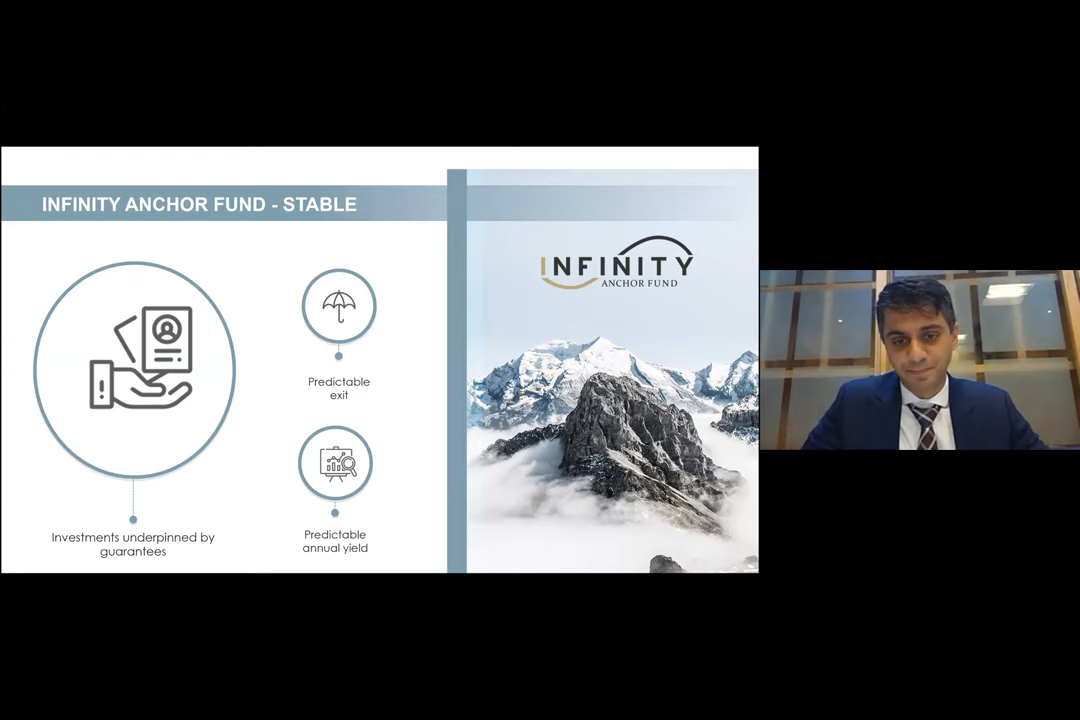 INFINITY ANCHOR FUND - STABLE
INFINITY
ANCHOR FUND
Predictable
exit
Predictable
annual yield
Investments underpinned by
guarantees